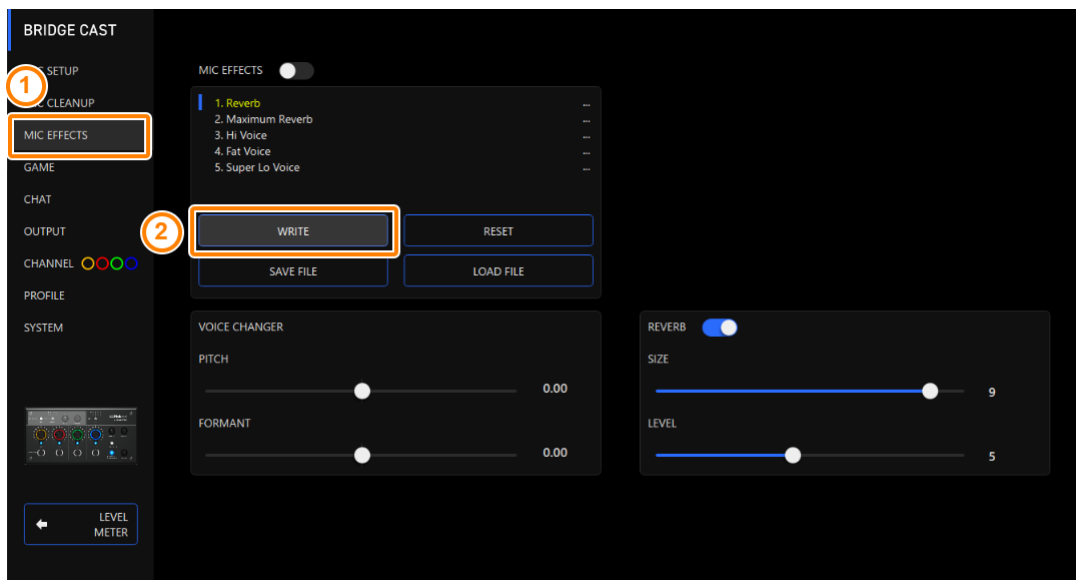 BRIDGE CAST
SETUP
1
CLEANUP
MIC EFFECTS
GAME
CHAT
OUTPUT
CHANNEL
PROFILE
SYSTEM
LEVEL
METER
MIC EFFECTS
1. Reverb ...
2. Maximum Reverb ...
3. Hi Voice ...
4. Fat Voice ...
5. Super Lo Voice ...
2
WRITE
RESET
SAVE FILE
LOAD FILE
VOICE CHANGER
PITCH
0.00
FORMANT
0.00
REVERB
SIZE
9
LEVEL
5